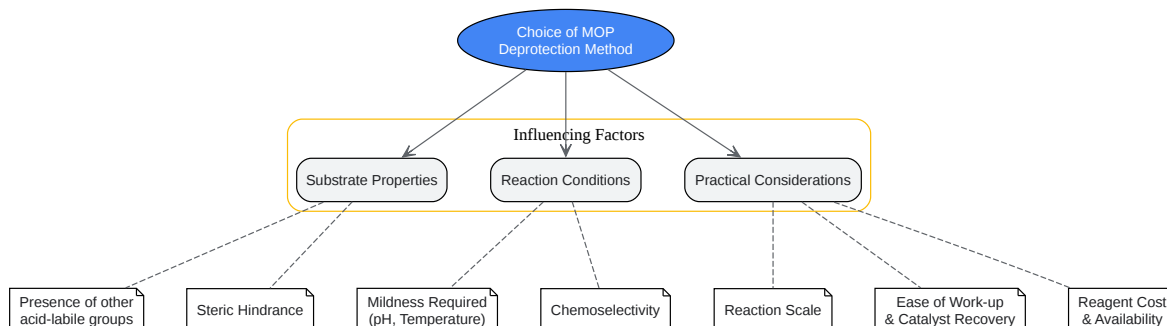 Choice of MOP
Deprotection Method
Influencing Factors
Substrate Properties
Reaction Conditions
Practical Considerations
Presence of other
acid-labile groups
Steric Hindrance
Mildness Required
(pH, Temperature)
Chemoselectivity
Reaction Scale
Ease of Work-up
& Catalyst Recovery
Reagent Cost
& Availability